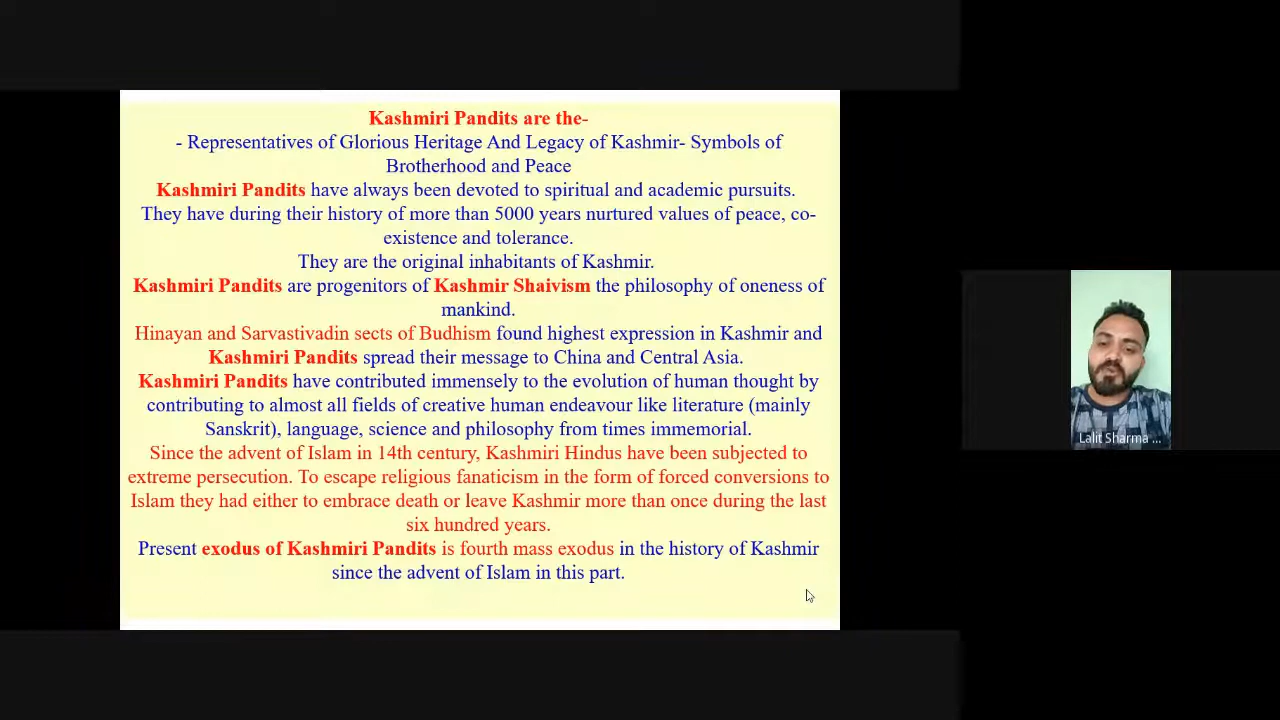 Kashmiri Pandits are the-
- Representatives of Glorious Heritage And Legacy of Kashmir- Symbols of
Brotherhood and Peace
Kashmiri Pandits have always been devoted to spiritual and academic pursuits.
They have during their history of more than 5000 years nurtured values of peace, co-
existence and tolerance.
They are the original inhabitants of Kashmir.
Kashmiri Pandits are progenitors of Kashmir Shaivism the philosophy of oneness of
mankind.
Hinayan and Sarvastivadin sects of Budhism found highest expression in Kashmir and
Kashmiri Pandits spread their message to China and Central Asia.
Kashmiri Pandits have contributed immensely to the evolution of human thought by
contributing to almost all fields of creative human endeavour like literature (mainly
Sanskrit), language, science and philosophy from times immemorial.
Since the advent of Islam in 14th century, Kashmiri Hindus have been subjected to
extreme persecution. To escape religious fanaticism in the form of forced conversions to
Islam they had either to embrace death or leave Kashmir more than once during the last
six hundred years.
Present exodus of Kashmiri Pandits is fourth mass exodus in the history of Kashmir
since the advent of Islam in this part.
Lalit Sharma ...